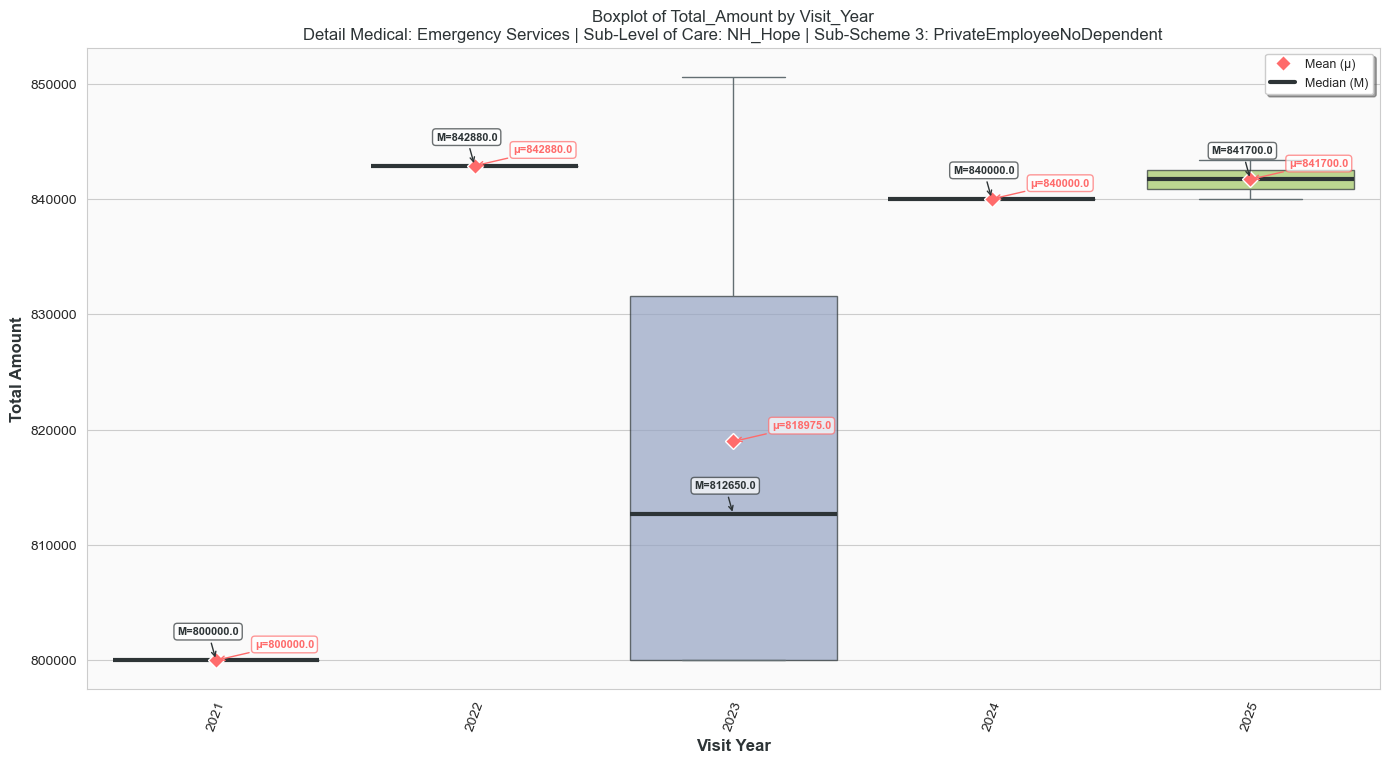 Boxplot of Total_Amount by Visit_Year
Detail Medical: Emergency Services | Sub-Level of Care: NH_Hope | Sub-Scheme 3: PrivateEmployeeNoDependent
Mean (μ)
Median (M)
850000
840000
830000
820000
810000
800000
Total Amount
M=800000.0
μ=800000.0
M=842880.0
μ=842880.0
M=812650.0
μ=818975.0
M=840000.0
μ=840000.0
M=841700.0
μ=841700.0
2021
2022
2023
2024
2025
Visit Year